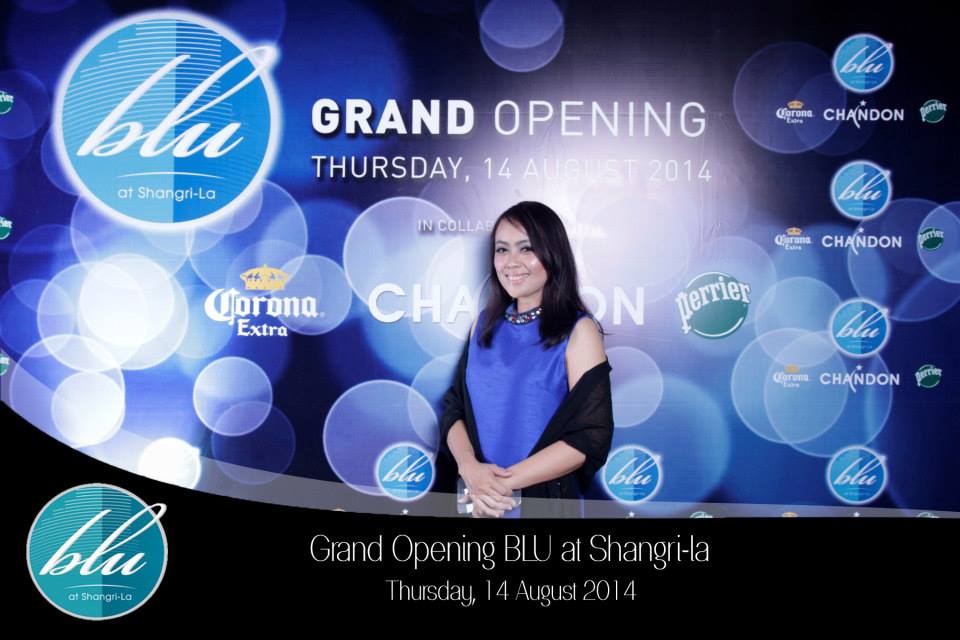 blu
at Shangri-La
GRAND OPENING
THURSDAY, 14 AUGUST 2014
IN
Corona
Extra
CHANDON
perrier
blu
Corona
Extra
CHANDON
perrier
blu
Corona
Extra
CHANDON
perrier
blu
Corona
Extra
CHANDON
perrier
blu
blu
blu
blu
at Shangri-La
Grand Opening BLU at Shangri-la
Thursday, 14 August 2014